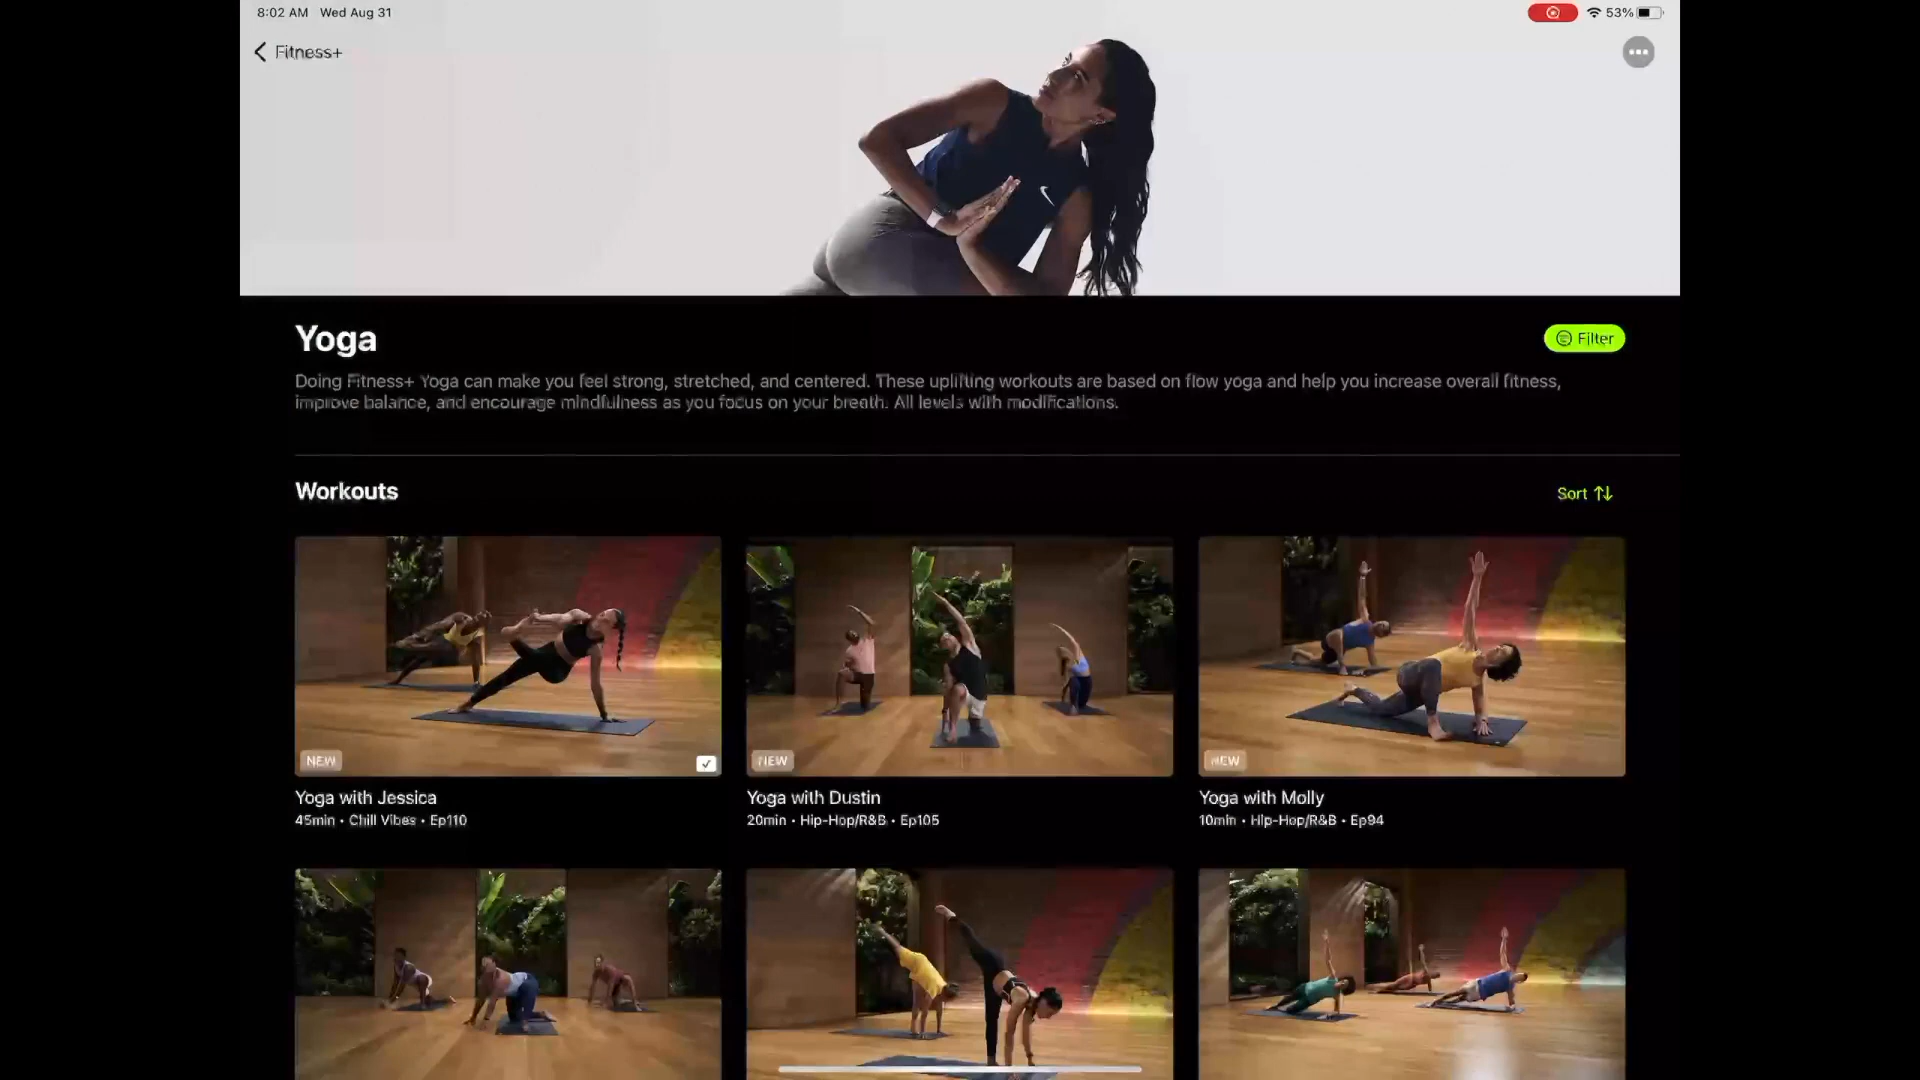 8:02 AM Wed Aug 31
53%
Fitness+
Yoga
Filter
Doing Fitness+ Yoga can make you feel strong, stretched, and centered. These uplifting workouts are based on flow yoga and help you increase overall fitness,
improve balance, and encourage mindfulness as you focus on your breath. All levels with modifications.
Workouts
Sort
NEW
NEW
NEW
Yoga with Jessica
45min • Chill Vibes • Ep110
Yoga with Dustin
20min • Hip-Hop/R&B • Ep105
Yoga with Molly
10min • Hip-Hop/R&B • Ep94